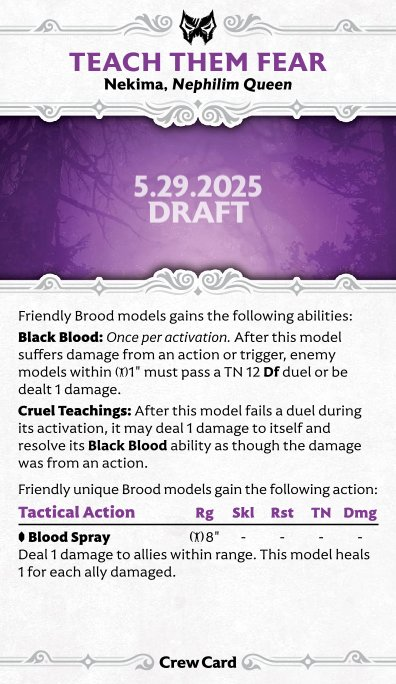 TEACH THEM FEAR
Nekima, Nephilim Queen
5.29.2025
DRAFT
Friendly Brood models gains the following abilities:
Black Blood: Once per activation. After this model
suffers damage from an action or trigger, enemy
models within 1" must pass a TN 12 Df duel or be
dealt 1 damage.
Cruel Teachings: After this model fails a duel during
its activation, it may deal 1 damage to itself and
resolve its Black Blood ability as though the damage
was from an action.
Friendly unique Brood models gain the following action:
Tactical Action Rg Skl Rst TN Dmg
Blood Spray 8" - - - -
Deal 1 damage to allies within range. This model heals
1 for each ally damaged.
Crew Card